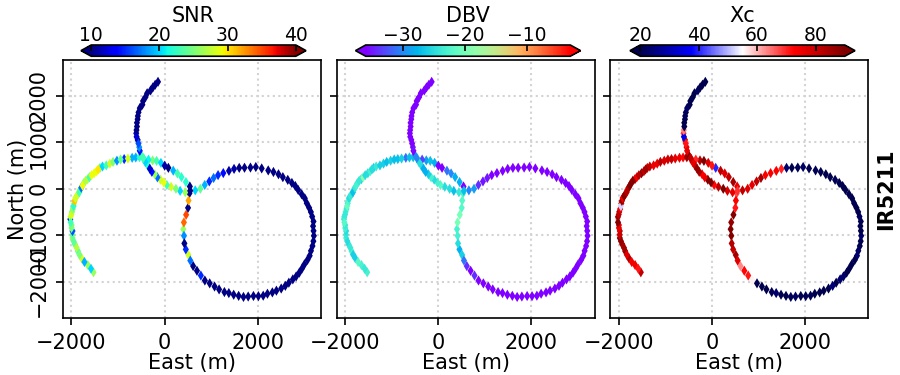 SNR DBV Xc
10 20 30 40 −30 −20 −10 20 40 60 80
North (m)
2000
1000
0
−1000
−2000
IR5211
−2000 0 2000 −2000 0 2000 −2000 0 2000
East (m) East (m) East (m)